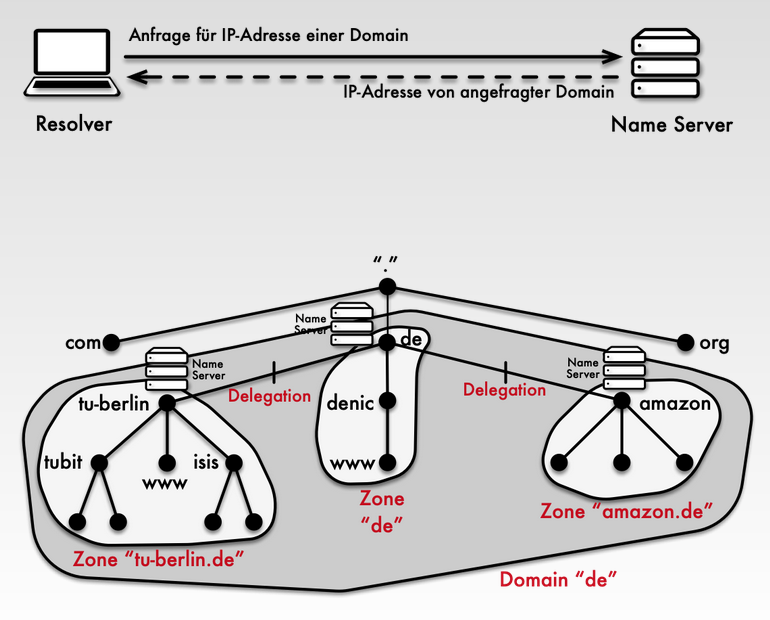 Anfrage für IP-Adresse einer Domain
IP-Adresse von angefragter Domain
Resolver
Name Server
“.”
com
Name
Server
de
org
Name
Server
Name
Server
Delegation
Delegation
tu-berlin
denic
amazon
tubit
www
isis
www
Zone
“de”
Zone “amazon.de”
Zone “tu-berlin.de”
Domain “de”